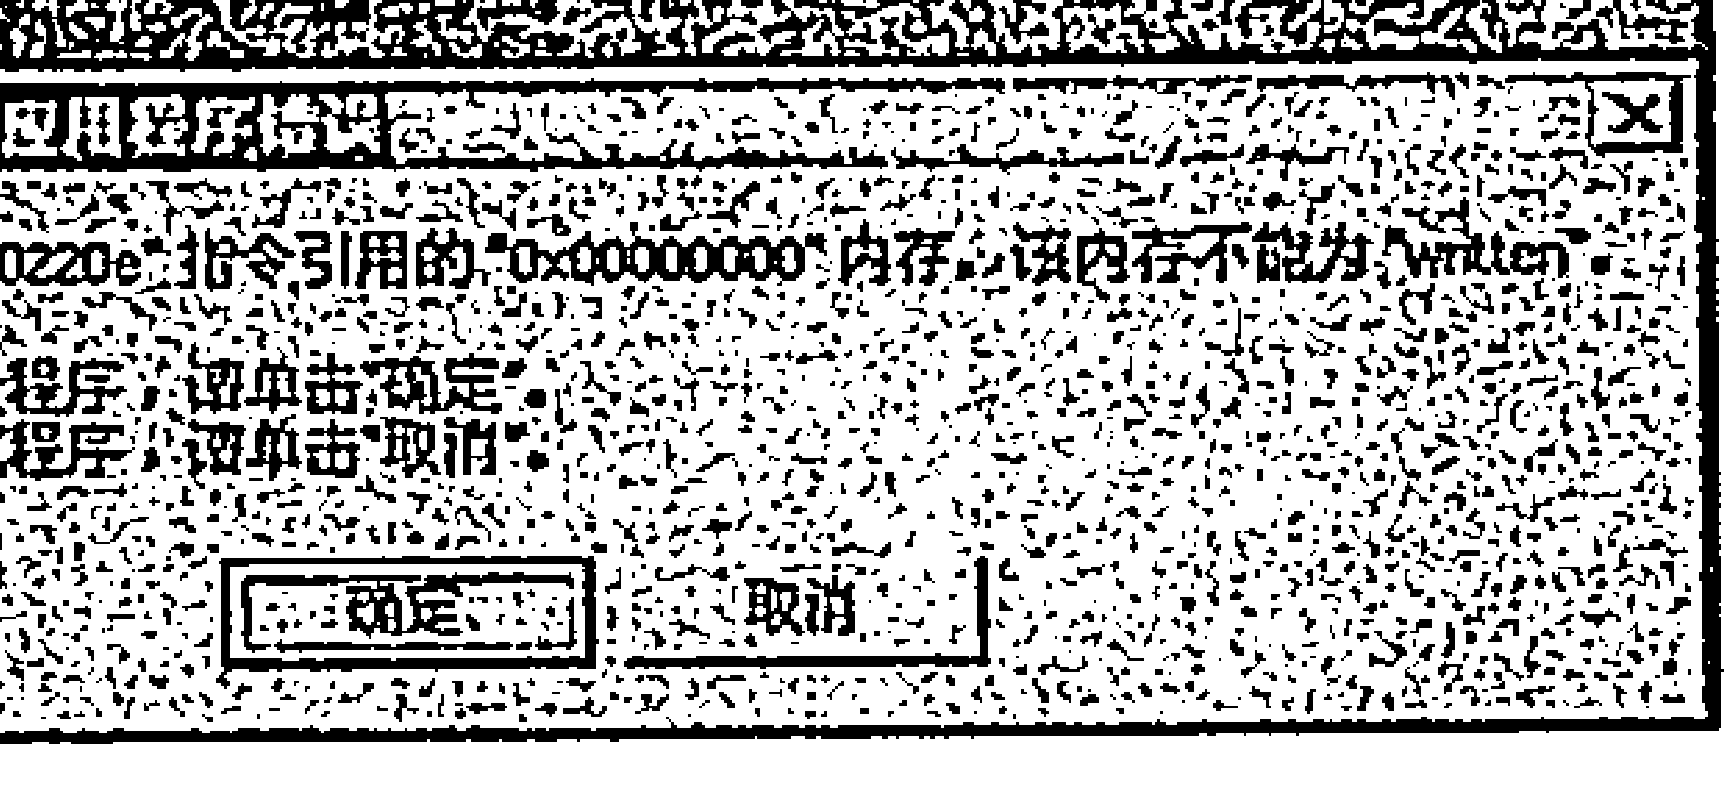 应用程序错误
0220e" 指令引用的 "0x00000000" 内存。该内存不能为 "written"。
程序,请单击"确定"。
程序,请单击"取消"。
确定
取消